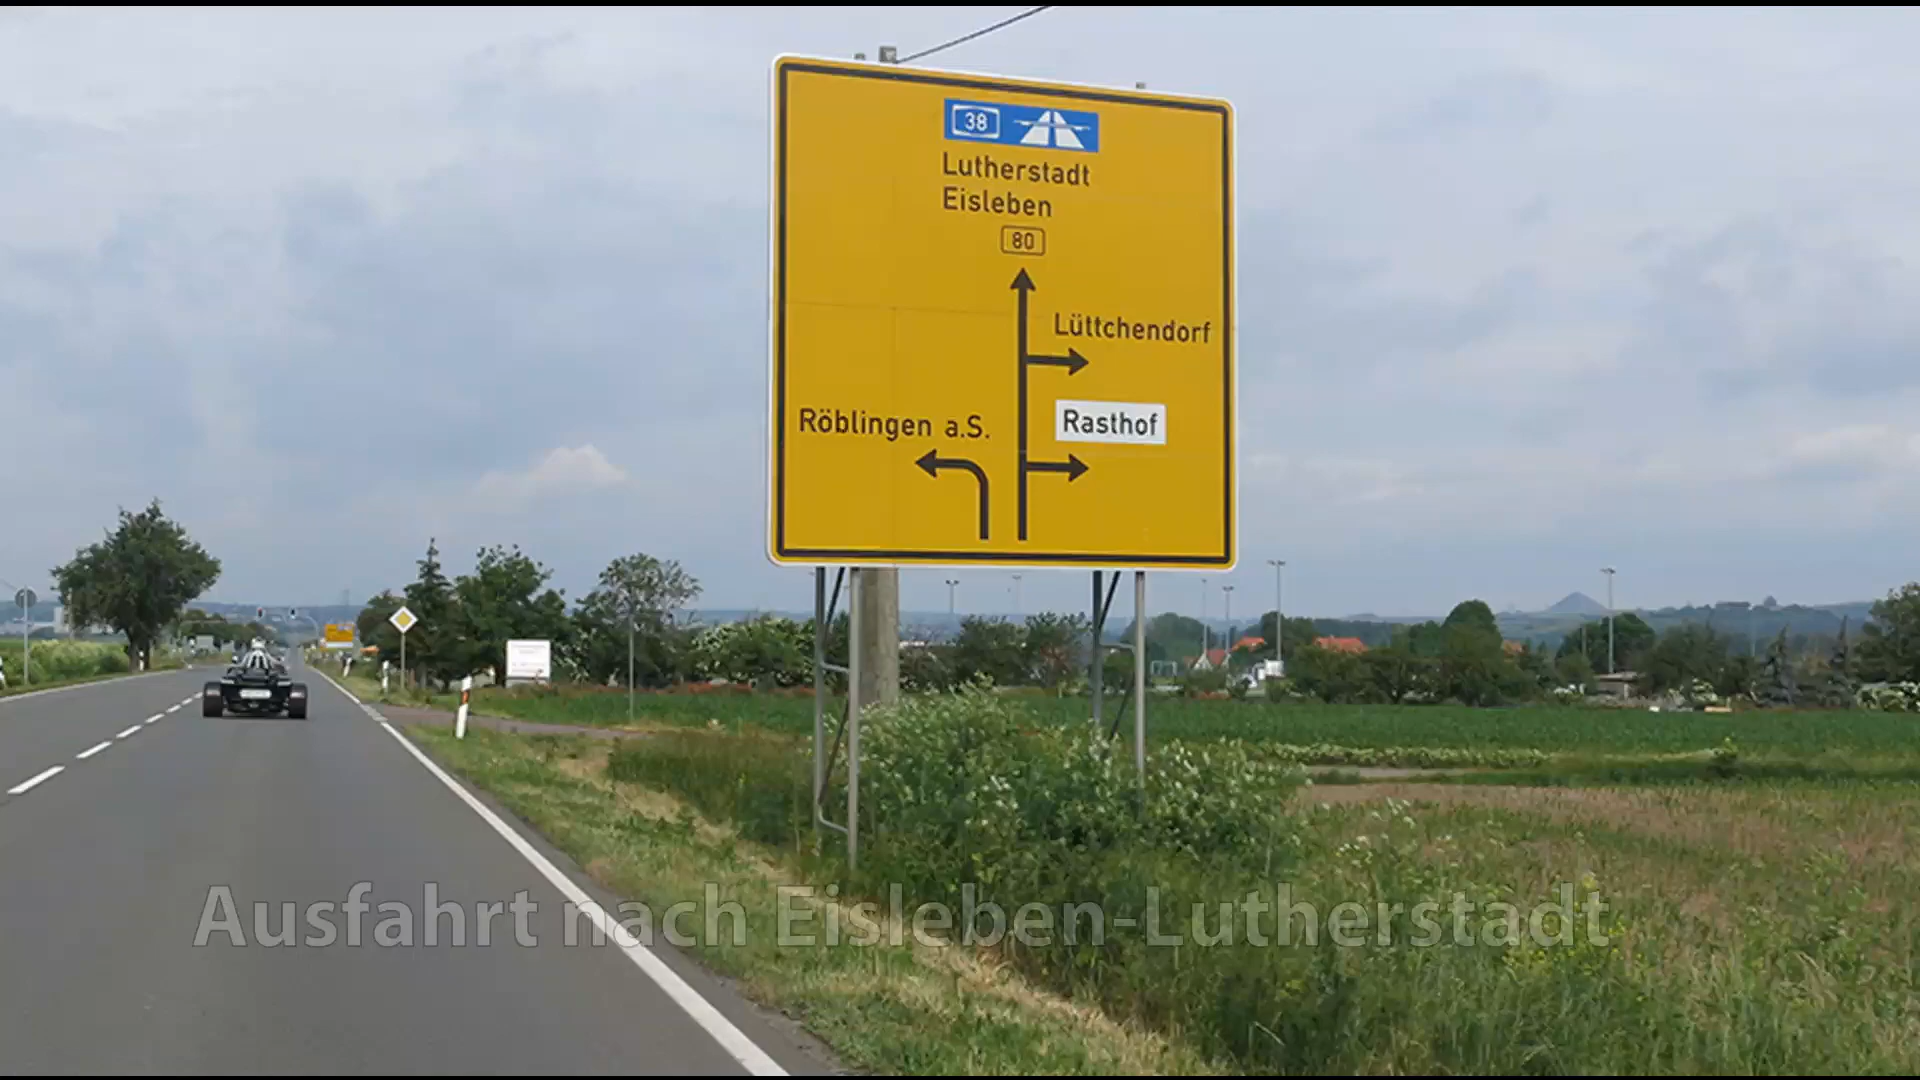 38
Lutherstadt
Eisleben
80
Lüttchendorf
Röblingen a.S.
Rasthof
Ausfahrt nach Eisleben-Lutherstadt